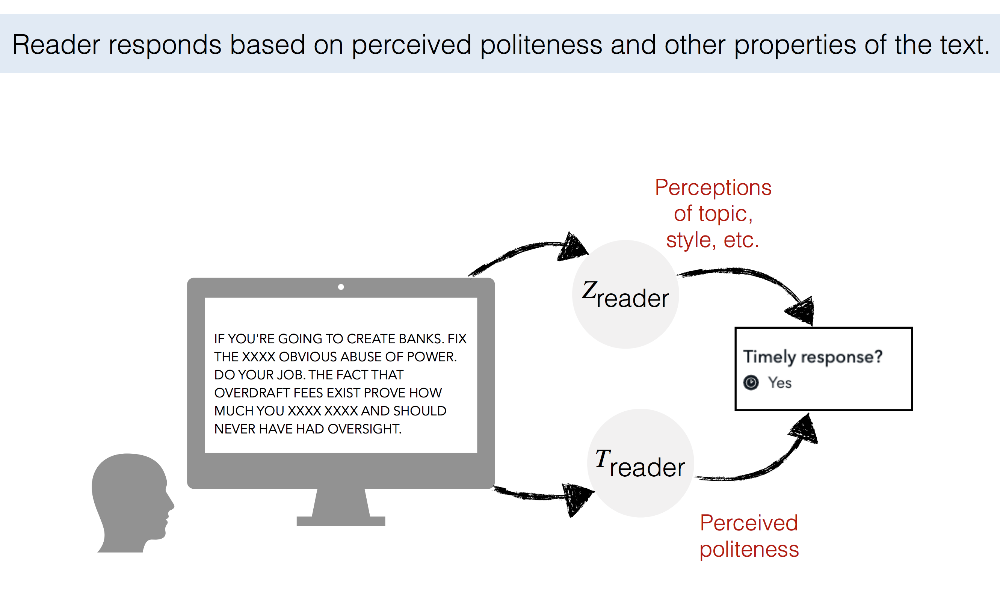 Reader responds based on perceived politeness and other properties of the text.
Perceptions
of topic,
style, etc.
Zreader
IF YOU'RE GOING TO CREATE BANKS. FIX
THE XXXX OBVIOUS ABUSE OF POWER.
DO YOUR JOB. THE FACT THAT
OVERDRAFT FEES EXIST PROVE HOW
MUCH YOU XXXX XXXX AND SHOULD
NEVER HAVE HAD OVERSIGHT.
Timely response?
Yes
Treader
Perceived
politeness